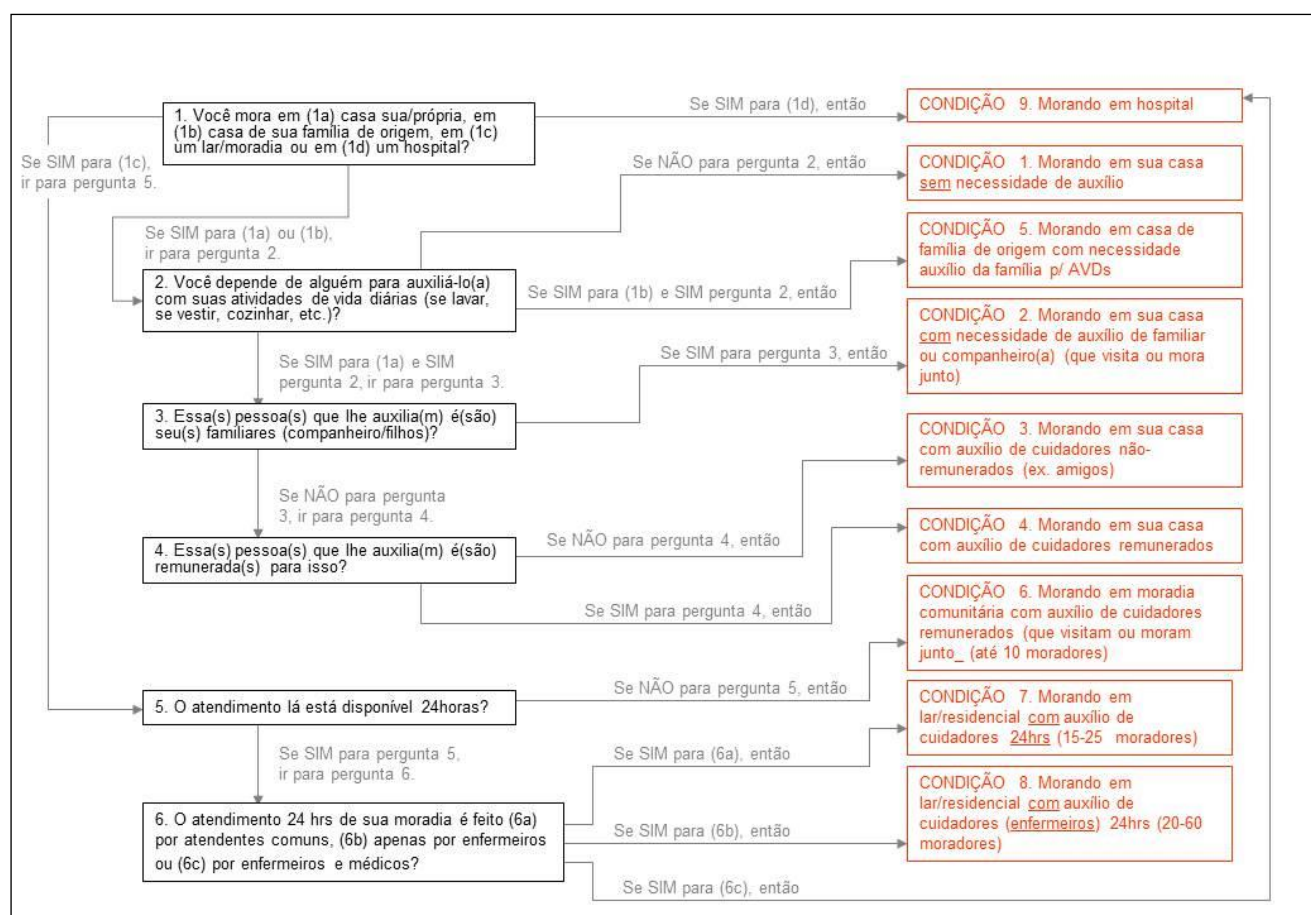 1. Você mora em (1a) casa sua/própria, em
(1b) casa de sua família de origem, em (1c)
um lar/moradia ou em (1d) um hospital?
Se SIM para (1d), então
CONDIÇÃO 9. Morando em hospital
Se SIM para (1c),
ir para pergunta 5.
Se NÃO para pergunta 2, então
CONDIÇÃO 1. Morando em sua casa
sem necessidade de auxílio
Se SIM para (1a) ou (1b),
ir para pergunta 2.
2. Você depende de alguém para auxiliá-lo(a)
com suas atividades de vida diárias (se lavar,
se vestir, cozinhar, etc.)?
Se SIM para (1b) e SIM pergunta 2, então
CONDIÇÃO 5. Morando em casa de
família de origem com necessidade
auxílio da família p/ AVDs
Se SIM para (1a) e SIM
pergunta 2, ir para pergunta 3.
Se SIM para pergunta 3, então
CONDIÇÃO 2. Morando em sua casa
com necessidade de auxílio de familiar
ou companheiro(a) (que visita ou mora
junto)
3. Essa(s) pessoa(s) que lhe auxilia(m) é(são)
seu(s) familiares (companheiro/filhos)?
CONDIÇÃO 3. Morando em sua casa
com auxílio de cuidadores não-
remunerados (ex. amigos)
Se NÃO para pergunta
3, ir para pergunta 4.
4. Essa(s) pessoa(s) que lhe auxilia(m) é(são)
remunerada(s) para isso?
Se NÃO para pergunta 4, então
CONDIÇÃO 4. Morando em sua casa
com auxílio de cuidadores remunerados
Se SIM para pergunta 4, então
CONDIÇÃO 6. Morando em moradia
comunitária com auxílio de cuidadores
remunerados (que visitam ou moram
junto_ (até 10 moradores)
5. O atendimento lá está disponível 24horas?
Se NÃO para pergunta 5, então
CONDIÇÃO 7. Morando em
lar/residencial com auxílio de
cuidadores 24hrs (15-25 moradores)
Se SIM para pergunta 5,
ir para pergunta 6.
Se SIM para (6a), então
6. O atendimento 24 hrs de sua moradia é feito (6a)
por atendentes comuns, (6b) apenas por enfermeiros
ou (6c) por enfermeiros e médicos?
Se SIM para (6b), então
CONDIÇÃO 8. Morando em
lar/residencial com auxílio de
cuidadores (enfermeiros) 24hrs (20-60
moradores)
Se SIM para (6c), então